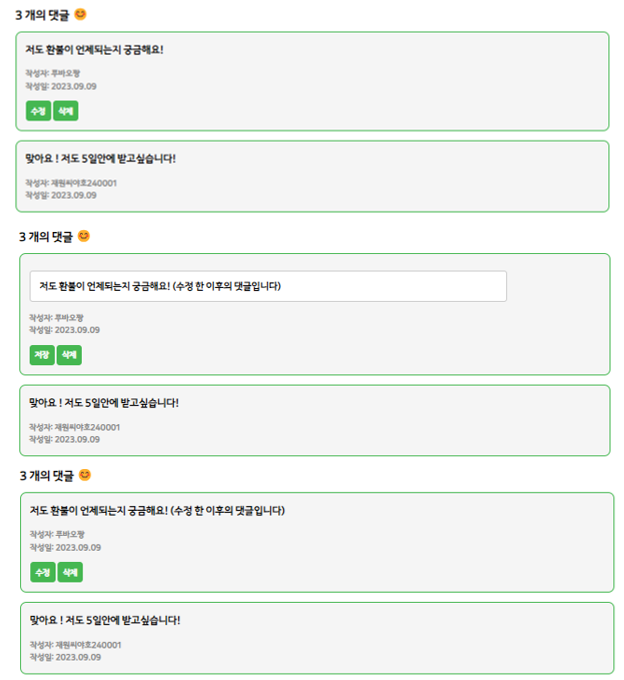 3 개의 댓글 😊
저도 환불이 언제되는지 궁금해요!
작성자: 푸바오짱
작성일: 2023.09.09
수정 삭제
맞아요 ! 저도 5일안에 받고싶습니다!
작성자: 재원씨야호240001
작성일: 2023.09.09
3 개의 댓글 😊
저도 환불이 언제되는지 궁금해요! (수정 한 이후의 댓글입니다)
작성자: 푸바오짱
작성일: 2023.09.09
저장 삭제
맞아요 ! 저도 5일안에 받고싶습니다!
작성자: 재원씨야호240001
작성일: 2023.09.09
3 개의 댓글 😊
저도 환불이 언제되는지 궁금해요! (수정 한 이후의 댓글입니다)
작성자: 푸바오짱
작성일: 2023.09.09
수정 삭제
맞아요 ! 저도 5일안에 받고싶습니다!
작성자: 재원씨야호240001
작성일: 2023.09.09